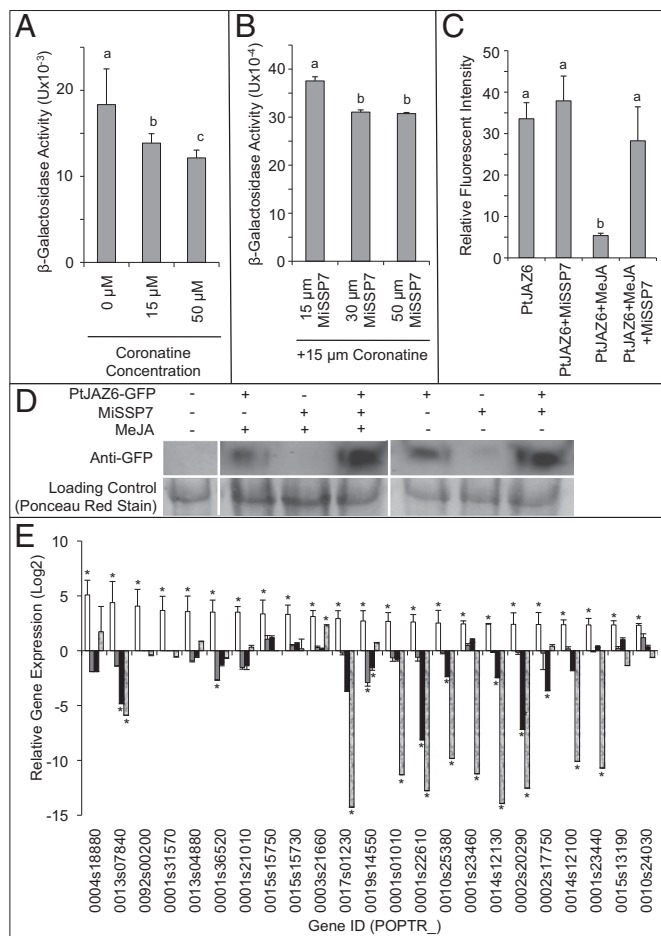 A
β-Galactosidase Activity (Ux10-3)
20
10
0
a
b
c
0 µM
15 µM
50 µM
Coronatine
Concentration
B
β-Galactosidase Activity (Ux10-4)
40
30
20
10
0
a
b
b
15 µm
MiSSP7
30 µm
MiSSP7
50 µm
MiSSP7
+15 µm Coronatine
C
Relative Fluorescent Intensity
50
40
30
20
10
0
a
a
b
a
PtJAZ6
PtJAZ6+MiSSP7
PtJAZ6+MeJA
PtJAZ6+MeJA
+MiSSP7
D
PtJAZ6-GFP - + - + + - +
MiSSP7 - - + + - + +
MeJA - + + + - - -
Anti-GFP
Loading Control
(Ponceau Red Stain)
E
Relative Gene Expression (Log2)
10
5
0
-5
-10
-15
0004s18880
0013s07840
0092s00200
0001s31570
0013s04880
0001s36520
0001s21010
0015s15750
0015s15730
0003s21660
0017s01230
0019s14550
0001s01010
0001s22610
0010s25380
0001s23460
0014s12130
0002s20290
0002s17750
0014s12100
0001s23440
0015s13190
0010s24030
Gene ID (POPTR_)